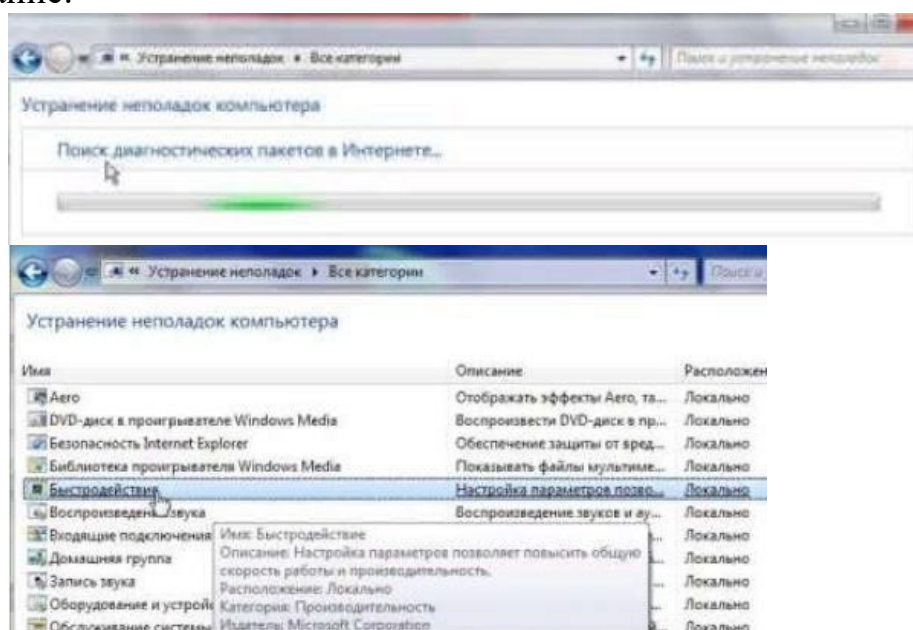 Устранение неполадок ▸ Все категории Поиск и устранение неполадок
Устранение неполадок компьютера
Поиск диагностических пакетов в Интернете...
« Устранение неполадок ▸ Все категории Поиск и
Устранение неполадок компьютера
Имя Описание Расположен
Aero Отображать эффекты Aero, та... Локально
DVD-диск в проигрывателе Windows Media Воспроизвести DVD-диск в пр... Локально
Безопасность Internet Explorer Обеспечение защиты от вред... Локально
Библиотека проигрывателя Windows Media Показывать файлы мультиме... Локально
Быстродействие Настройка параметров позво... Локально
Воспроизведение звука Воспроизведение звуков и ау... Локально
Входящие подключения Имя: Быстродействие ... Локально
Описание: Настройка параметров позволяет повысить общую
Домашняя группа скорость работы и производительность. ... Локально
Запись звука Расположение: Локально Локально
Оборудование и устрой Категория: Производительность ... Локально
Обслуживание системы Издатель: Microsoft Corporation Локально